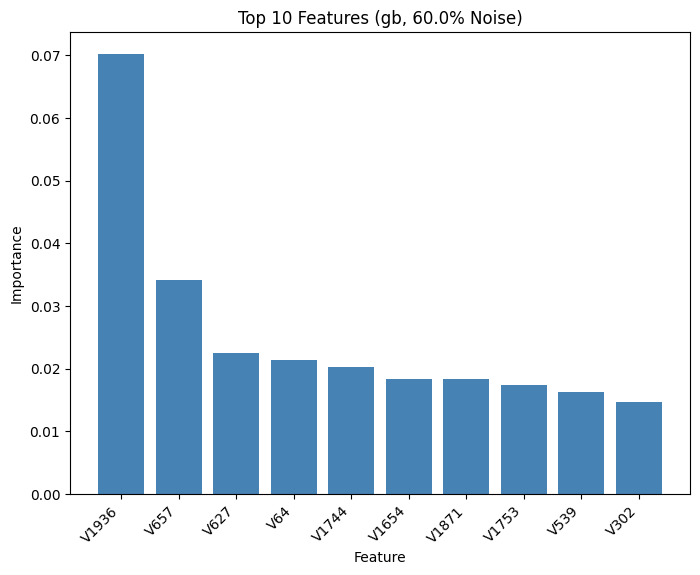 Top 10 Features (gb, 60.0% Noise)
Importance
0.07
0.06
0.05
0.04
0.03
0.02
0.01
0.00
V1936
V657
V627
V64
V1744
V1654
V1871
V1753
V539
V302
Feature